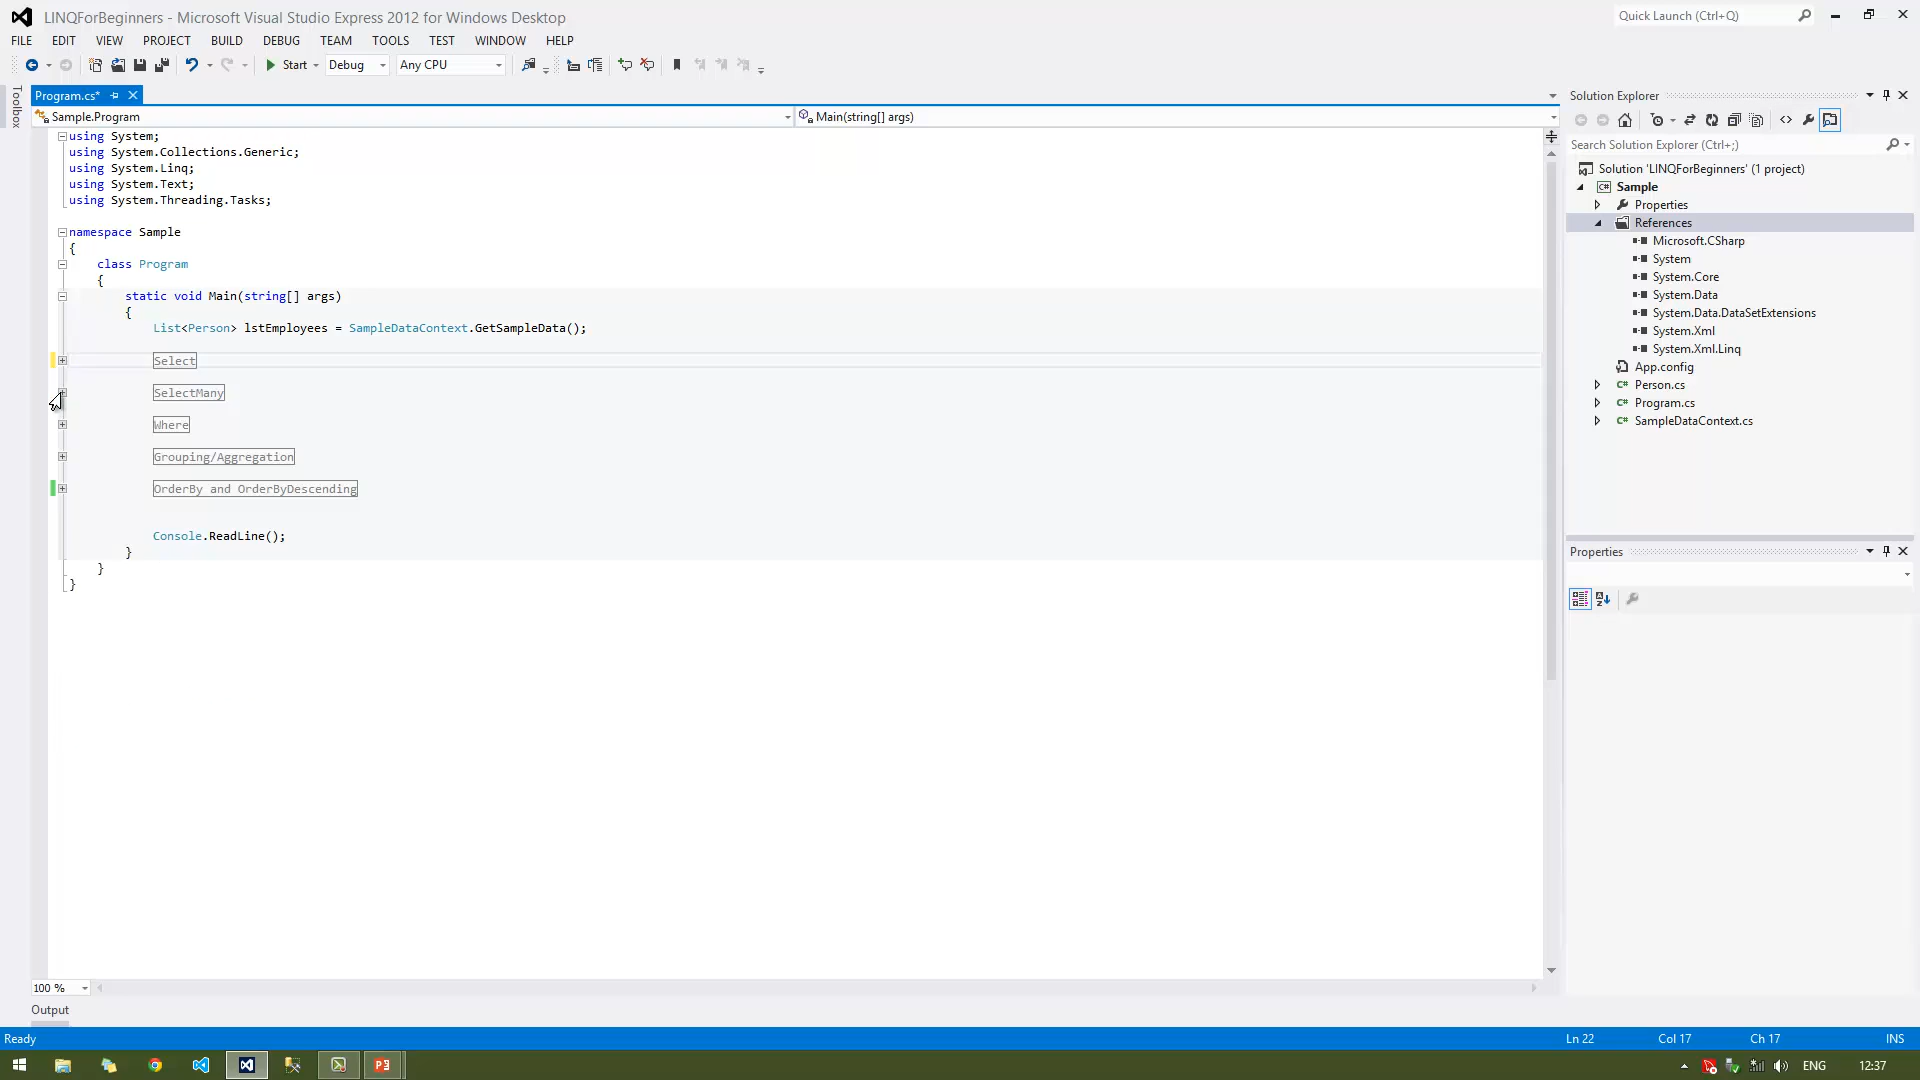 LINQForBeginners - Microsoft Visual Studio Express 2012 for Windows Desktop
Quick Launch (Ctrl+Q)
FILE EDIT VIEW PROJECT BUILD DEBUG TEAM TOOLS TEST WINDOW HELP
Start Debug Any CPU
Toolbox
Program.cs*
Sample.Program
Main(string[] args)
using System;
using System.Collections.Generic;
using System.Linq;
using System.Text;
using System.Threading.Tasks;
namespace Sample
{
class Program
{
static void Main(string[] args)
{
List<Person> lstEmployees = SampleDataContext.GetSampleData();
Select
SelectMany
Where
Grouping/Aggregation
OrderBy and OrderByDescending
Console.ReadLine();
}
}
}
100 %
Output
Solution Explorer
Search Solution Explorer (Ctrl+;)
Solution 'LINQForBeginners' (1 project)
Sample
Properties
References
Microsoft.CSharp
System
System.Core
System.Data
System.Data.DataSetExtensions
System.Xml
System.Xml.Linq
App.config
Person.cs
Program.cs
SampleDataContext.cs
Properties
Ready
Ln 22 Col 17 Ch 17 INS
ENG 12:37